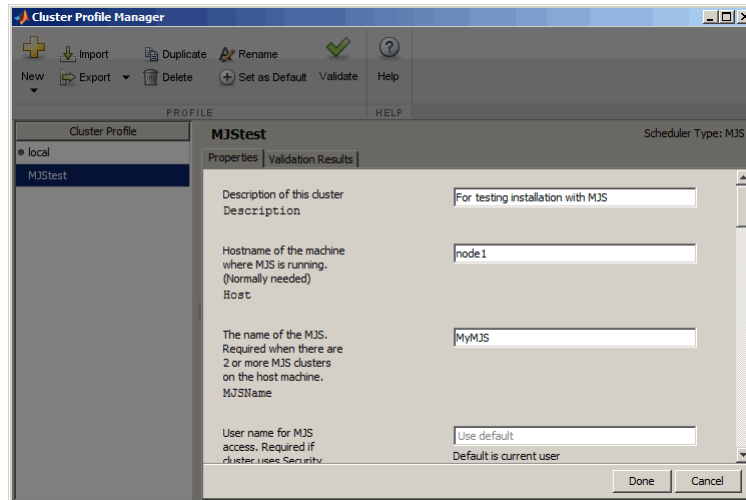 Cluster Profile Manager
New
Import
Export
Duplicate
Delete
Rename
Set as Default
Validate
Help
PROFILE
HELP
Cluster Profile
local
MJStest
MJStest
Scheduler Type: MJS
Properties
Validation Results
Description of this cluster
Description
For testing installation with MJS
Hostname of the machine
where MJS is running.
(Normally needed)
Host
node1
The name of the MJS.
Required when there are
2 or more MJS clusters
on the host machine.
MJSName
MyMJS
User name for MJS
access. Required if
cluster uses Security
Use default
Default is current user
Done
Cancel